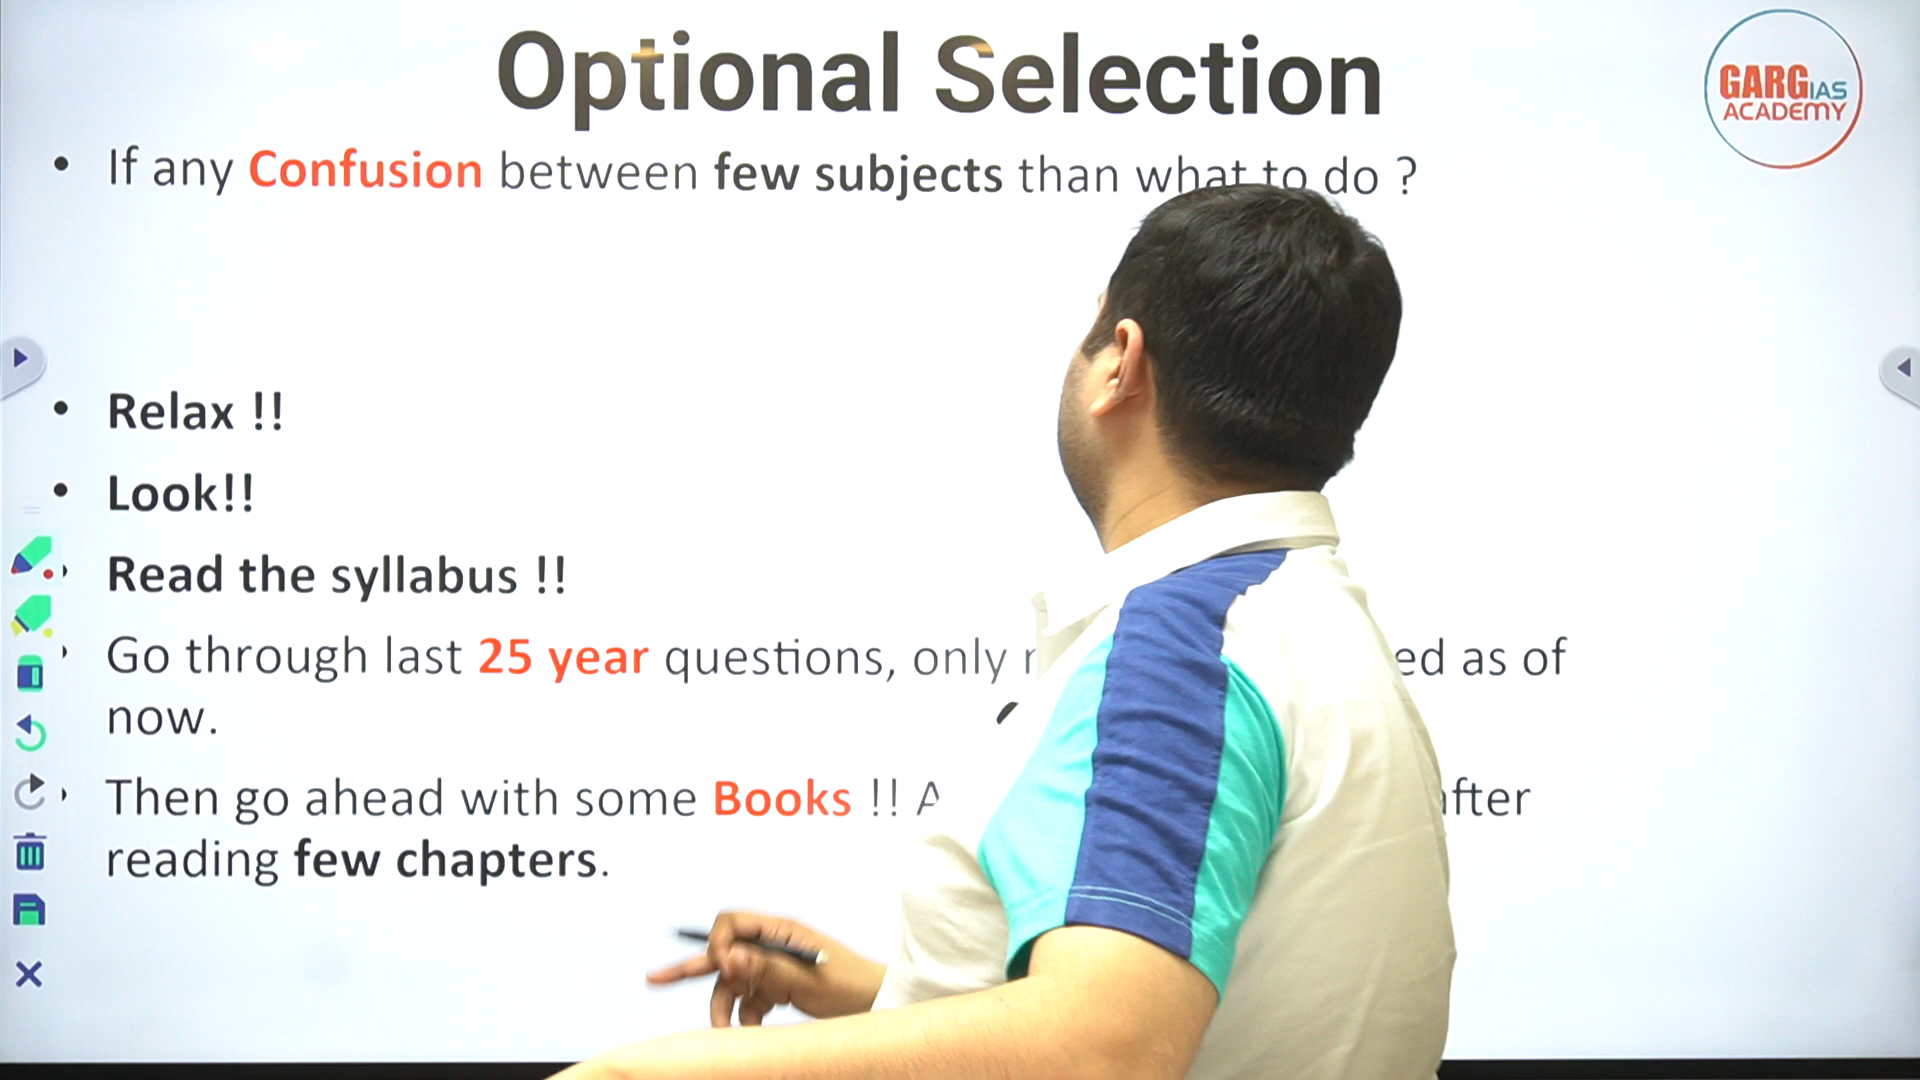 Optional Selection
GARG IAS
ACADEMY
• If any Confusion between few subjects than what to do ?
• Relax !!
• Look!!
• Read the syllabus !!
Go through last 25 year questions, only as of
now.
Then go ahead with some Books !! after
reading few chapters.